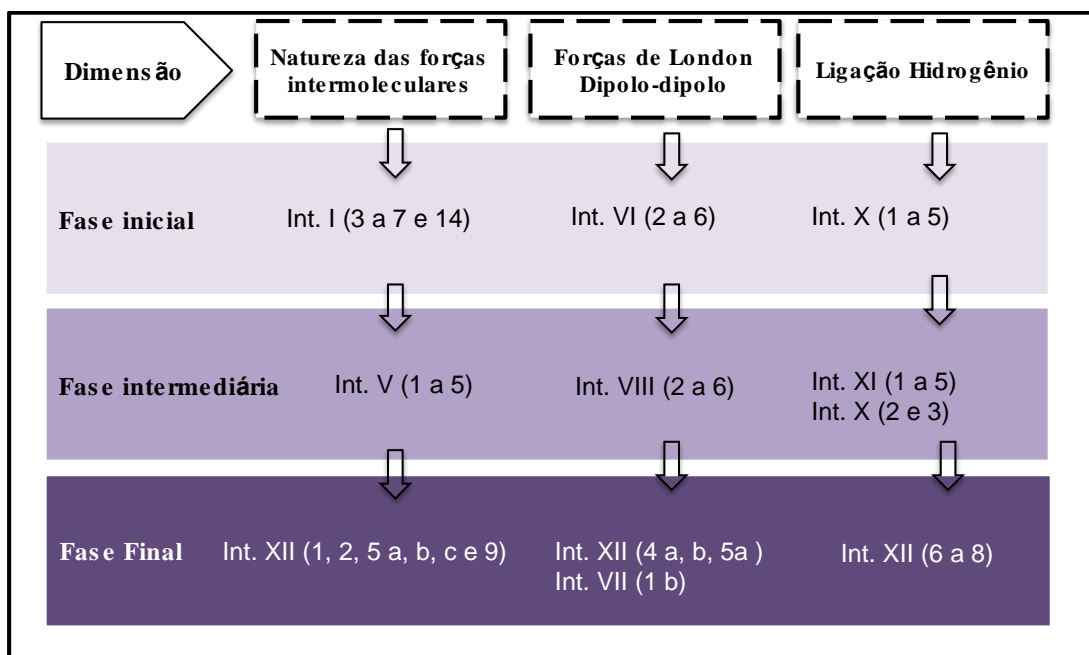 Dimensão
Natureza das forças
intermoleculares
Forças de London
Dipolo-dipolo
Ligação Hidrogênio
Fase inicial
Int. I (3 a 7 e 14)
Int. VI (2 a 6)
Int. X (1 a 5)
Fase intermediária
Int. V (1 a 5)
Int. VIII (2 a 6)
Int. XI (1 a 5)
Int. X (2 e 3)
Fase Final
Int. XII (1, 2, 5 a, b, c e 9)
Int. XII (4 a, b, 5a )
Int. VII (1 b)
Int. XII (6 a 8)